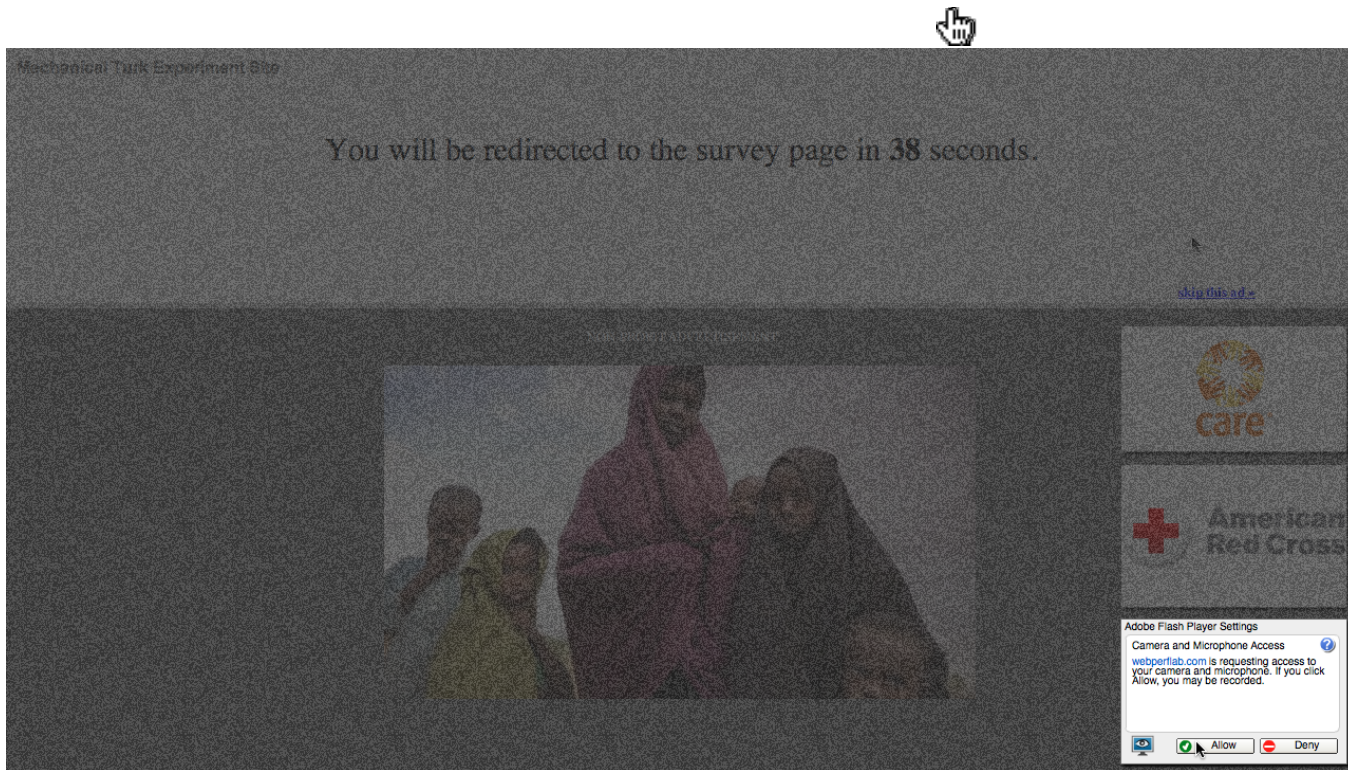 Mechanical Turk Experiment Site
You will be redirected to the survey page in 38 seconds.
skip this ad »
care
American
Red Cross
Adobe Flash Player Settings
Camera and Microphone Access
webperflab.com is requesting access to
your camera and microphone. If you click
Allow, you may be recorded.
Allow
Deny